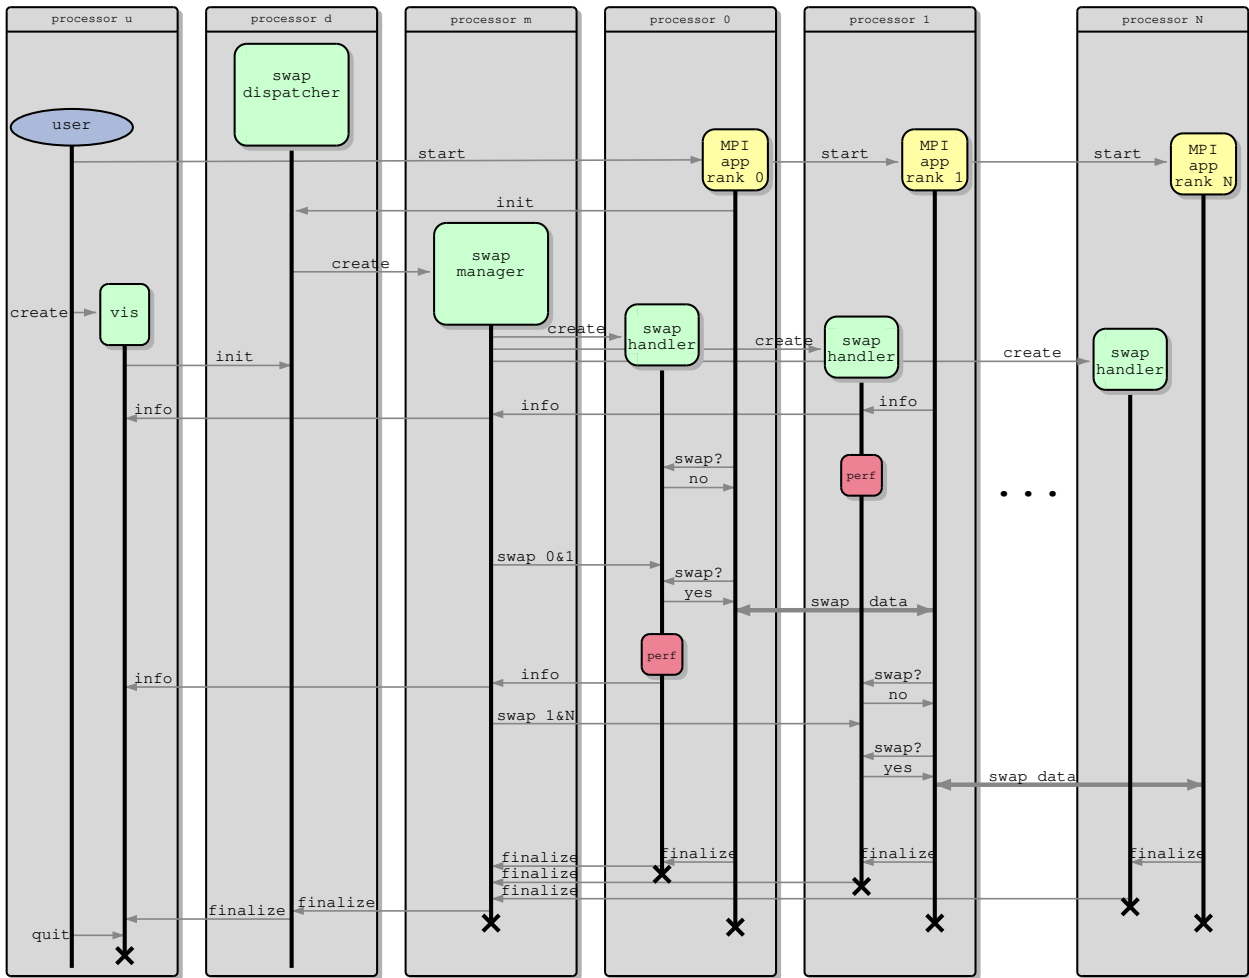 processor u
processor d
processor m
processor 0
processor 1
processor N
swap
dispatcher
user
start
MPI
app
rank 0
start
MPI
app
rank 1
start
MPI
app
rank N
init
create
swap
manager
create
vis
create
swap
handler
create
swap
handler
create
swap
handler
init
info
info
info
swap?
no
perf
. . .
swap 0&1
swap?
yes
swap data
perf
info
info
swap?
no
swap 1&N
swap?
yes
swap data
finalize
finalize
finalize
finalize
finalize
finalize
finalize
finalize
quit